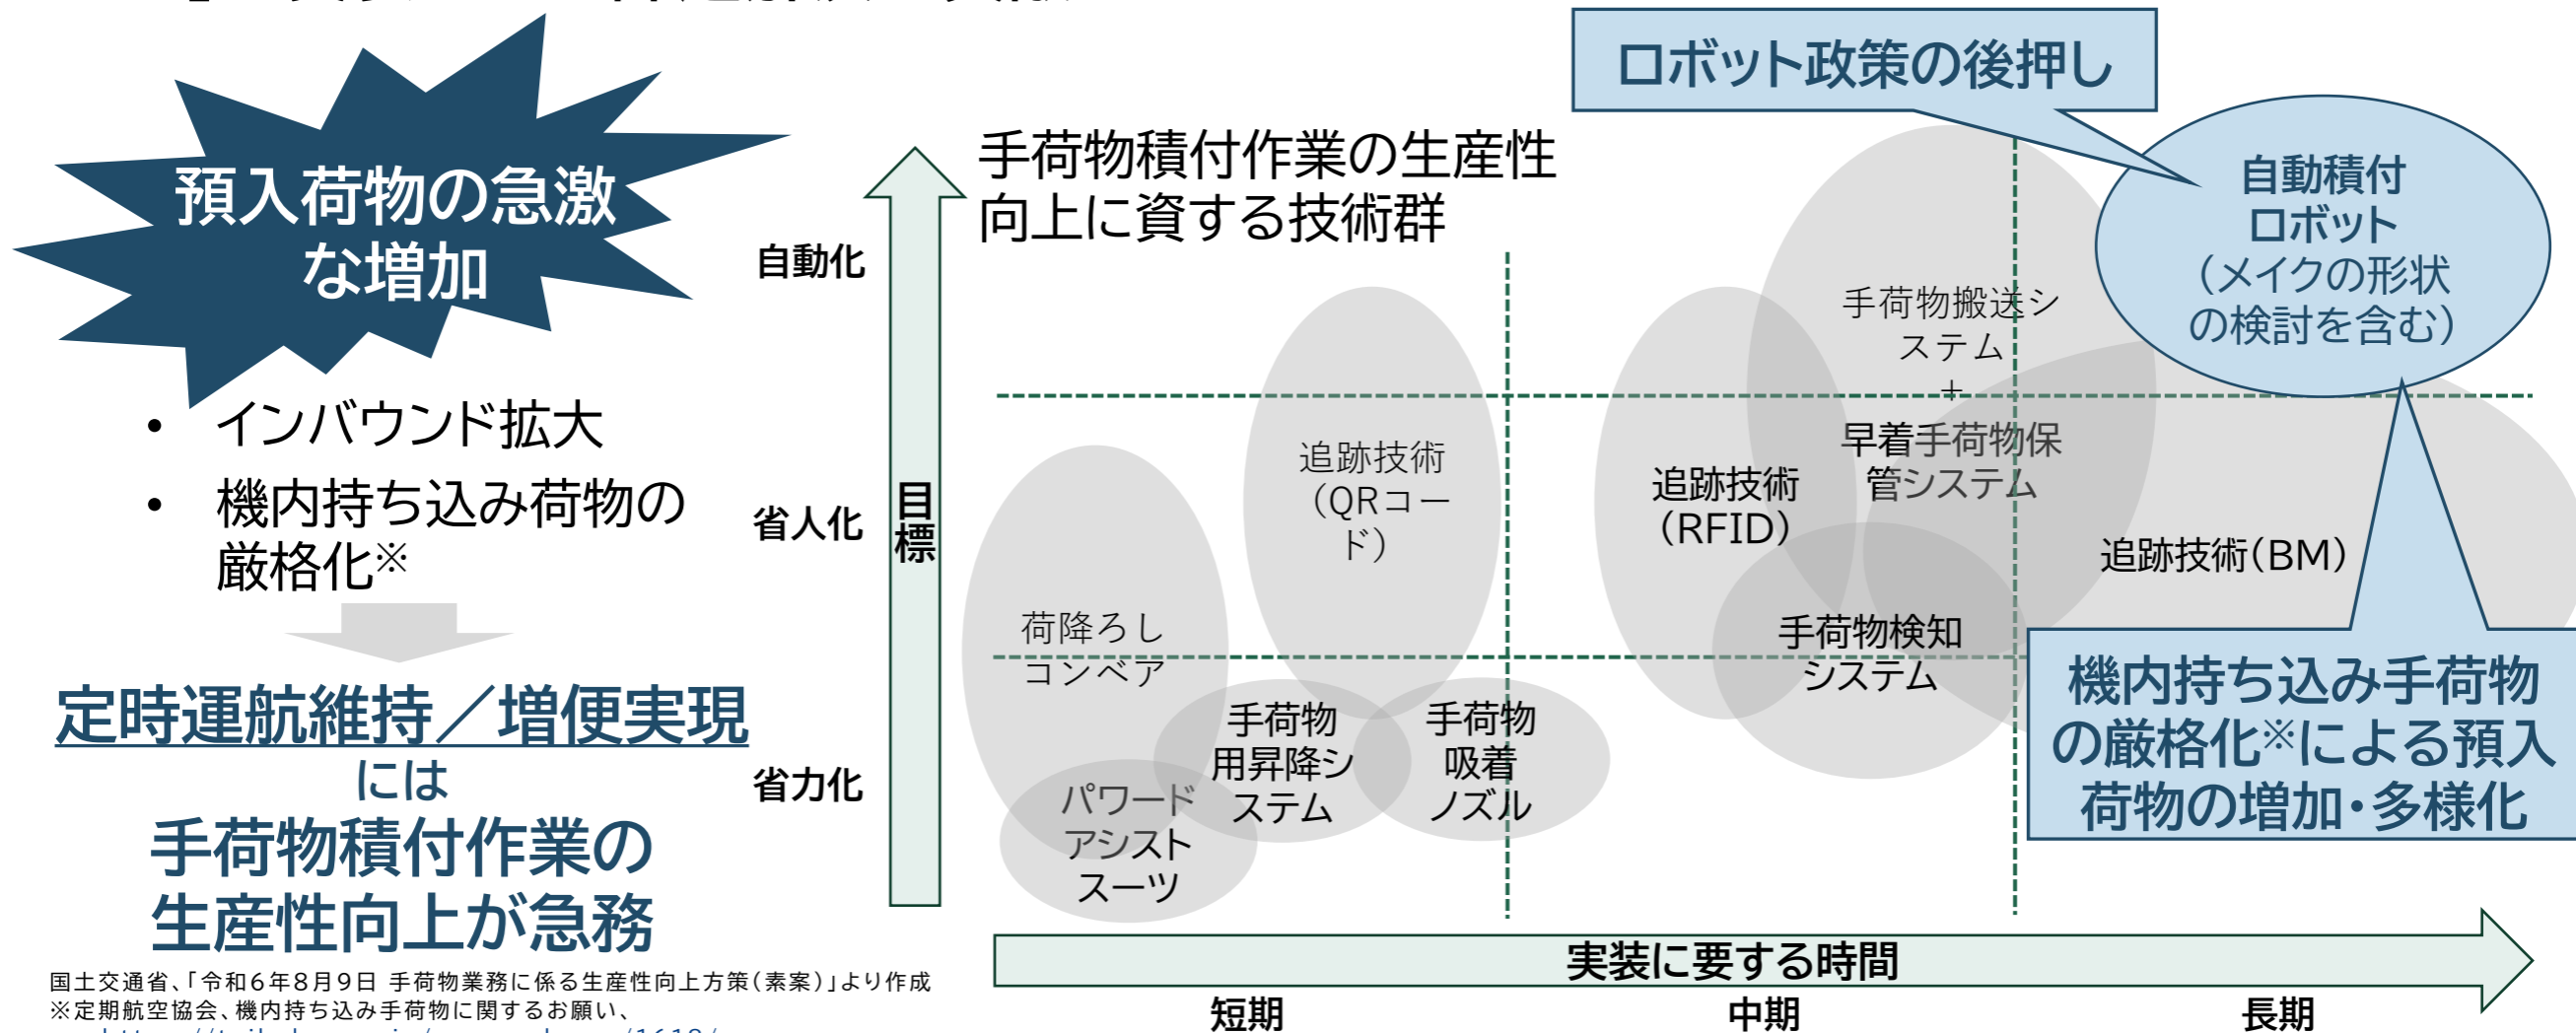 預入荷物の急激
な増加
• インバウンド拡大
• 機内持ち込み荷物の
厳格化※
定時運航維持／増便実現
には
手荷物積付作業の
生産性向上が急務
国土交通省、「令和6年8月9日 手荷物業務に係る生産性向上方策(素案)」より作成
※定期航空協会、機内持ち込み手荷物に関するお願い、
手荷物積付作業の生産性
向上に資する技術群
目標
自動化
省人化
省力化
荷降ろし
コンベア
パワード
アシスト
スーツ
追跡技術
（QRコー
ド）
手荷物
用昇降シ
ステム
手荷物
吸着
ノズル
追跡技術
（RFID）
手荷物搬送シ
ステム
+
早着手荷物保
管システム
手荷物検知
システム
追跡技術（BM）
ロボット政策の後押し
自動積付
ロボット
（メイクの形状
の検討を含む）
機内持ち込み手荷物
の厳格化※による預入
荷物の増加・多様化
実装に要する時間
短期
中期
長期